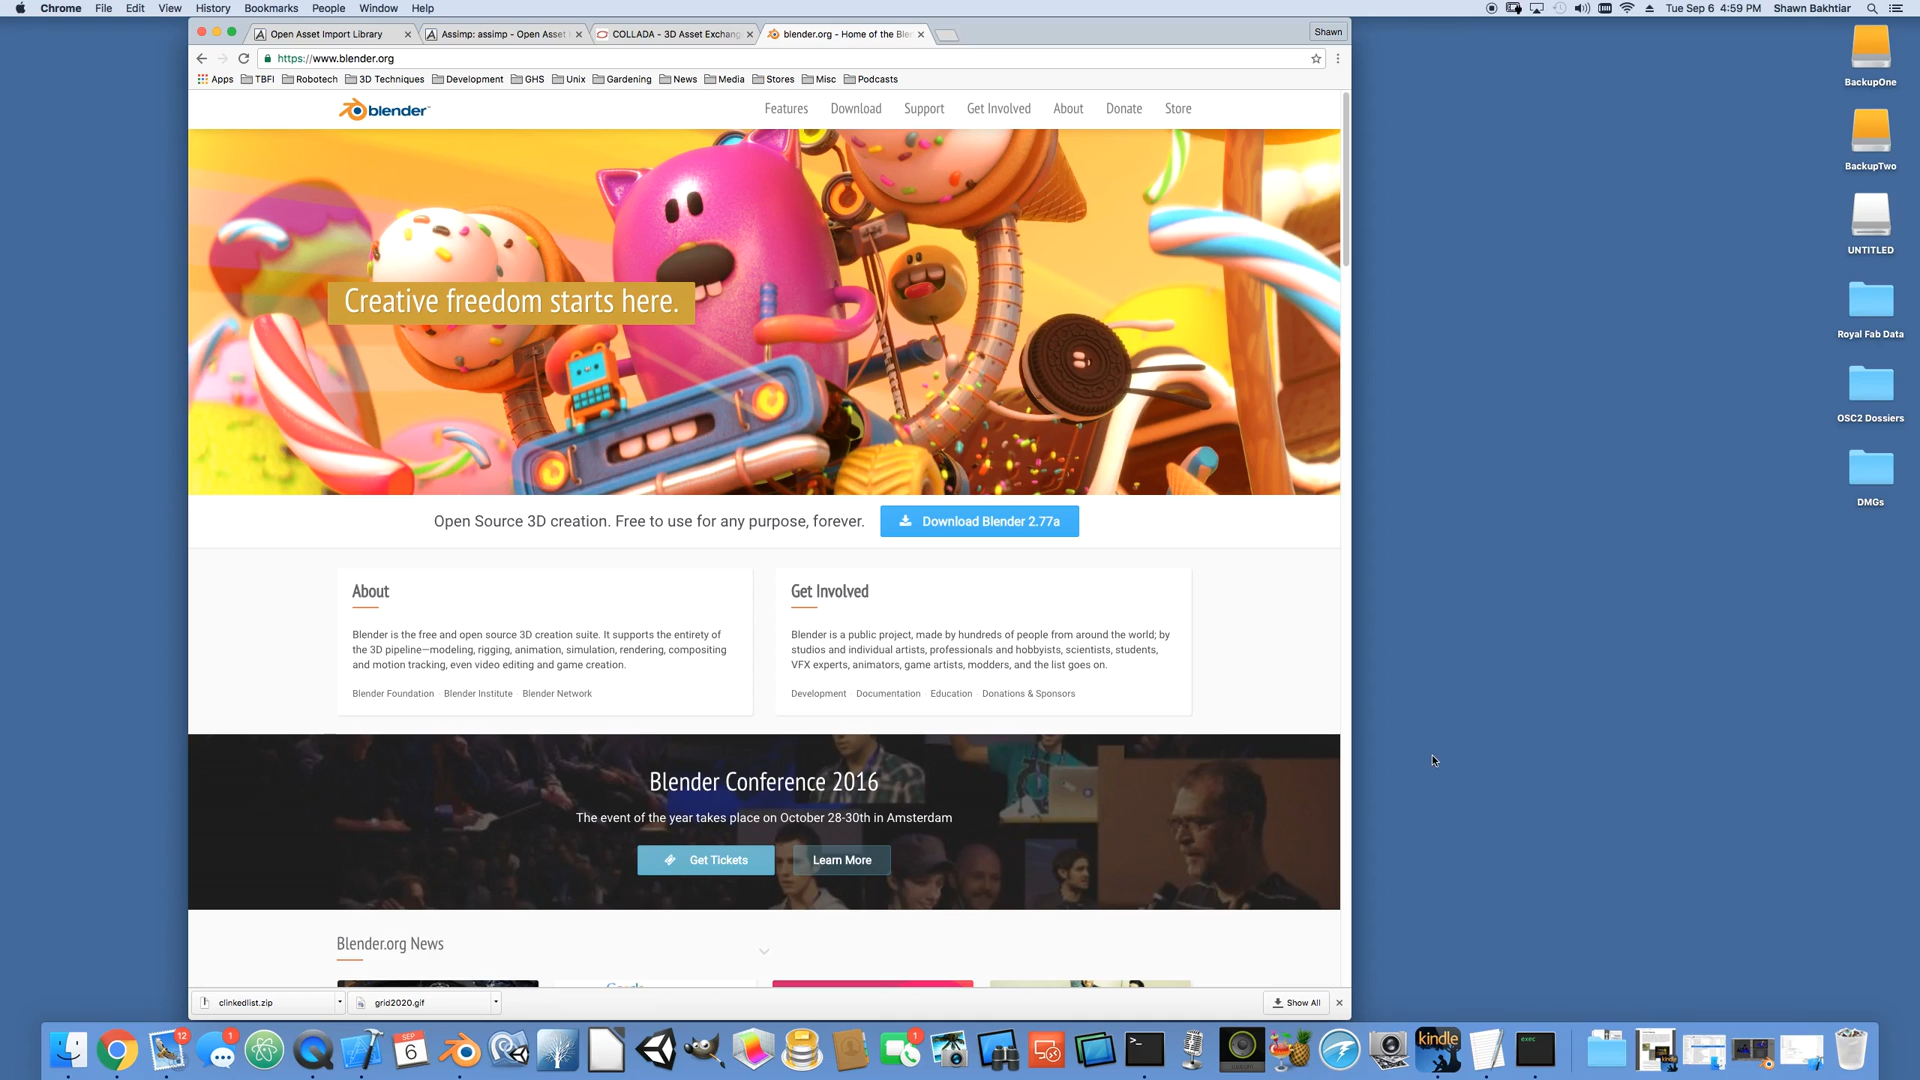 Chrome File Edit View History Bookmarks People Window Help
Tue Sep 6 4:59 PM Shawn Bakhtiar
Open Asset Import Library
Assimp: assimp - Open Asset
COLLADA - 3D Asset Exchang
blender.org - Home of the Blen
Shawn
https://www.blender.org
Apps TBFI Robotech 3D Techniques Development GHS Unix Gardening News Media Stores Misc Podcasts
blender
Features Download Support Get Involved About Donate Store
Creative freedom starts here.
Open Source 3D creation. Free to use for any purpose, forever.
Download Blender 2.77a
About
Blender is the free and open source 3D creation suite. It supports the entirety of
the 3D pipeline—modeling, rigging, animation, simulation, rendering, compositing
and motion tracking, even video editing and game creation.
Blender Foundation · Blender Institute · Blender Network
Get Involved
Blender is a public project, made by hundreds of people from around the world; by
studios and individual artists, professionals and hobbyists, scientists, students,
VFX experts, animators, game artists, modders, and the list goes on.
Development · Documentation · Education · Donations & Sponsors
Blender Conference 2016
The event of the year takes place on October 28-30th in Amsterdam
Get Tickets
Learn More
Blender.org News
clinkedlist.zip
grid2020.gif
Show All
BackupOne
BackupTwo
UNTITLED
Royal Fab Data
OSC2 Dossiers
DMGs
12
1
SEP
6
1
kindle
exec